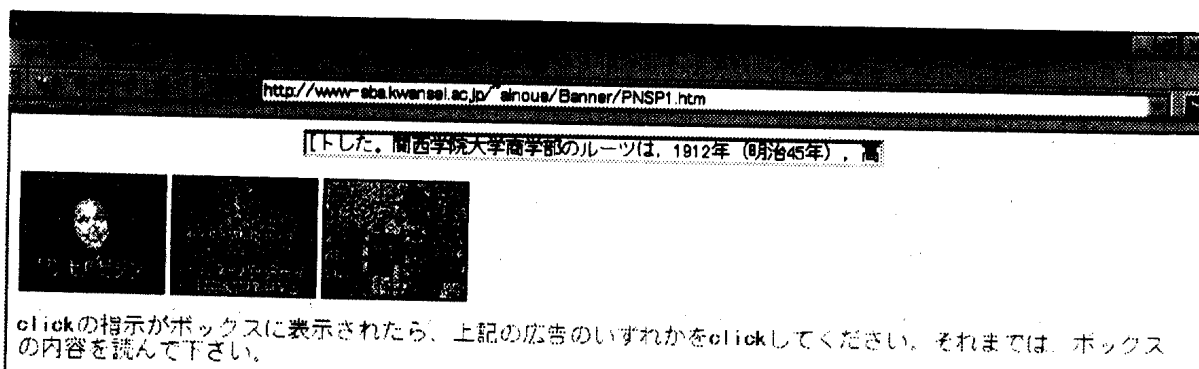 http://www-sba.kwansei.ac.jp/~ainoue/Banner/PNSP1.htm
[トした。関西学院大学商学部のルーツは，1912年（明治45年），高
clickの指示がボックスに表示されたら、上記の広告のいずれかをclickしてください。それまでは、ボックス
の内容を読んで下さい。